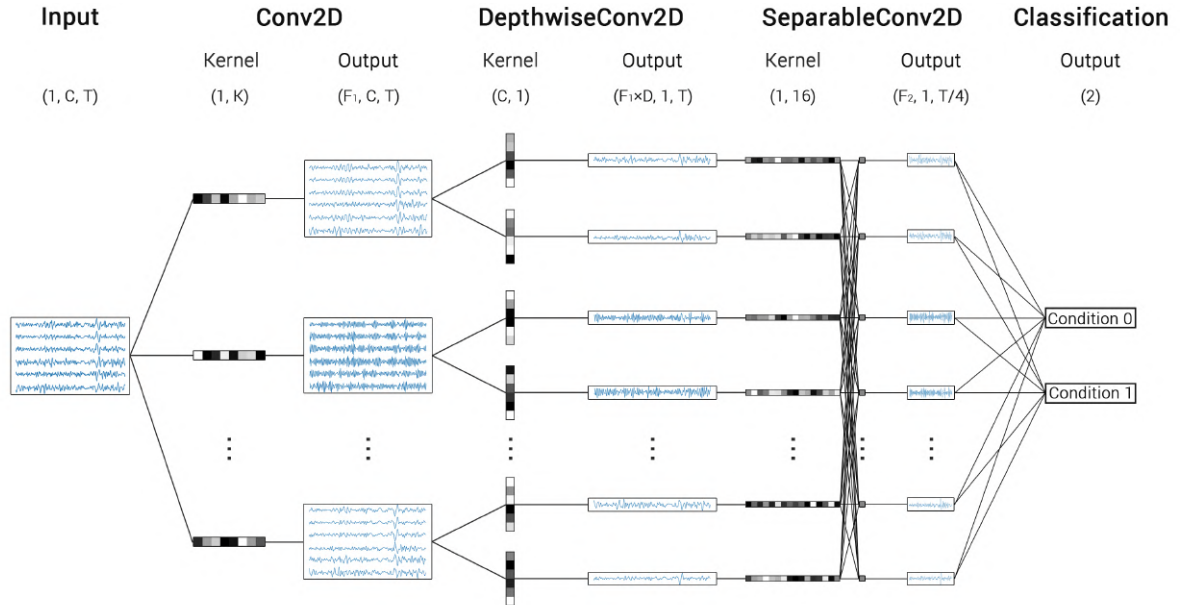 Input Conv2D DepthwiseConv2D SeparableConv2D Classification
Kernel Output Kernel Output Kernel Output Output
(1, C, T) (1, K) (F₁, C, T) (C, 1) (F₁×D, 1, T) (1, 16) (F₂, 1, T/4) (2)
Condition 0
Condition 1